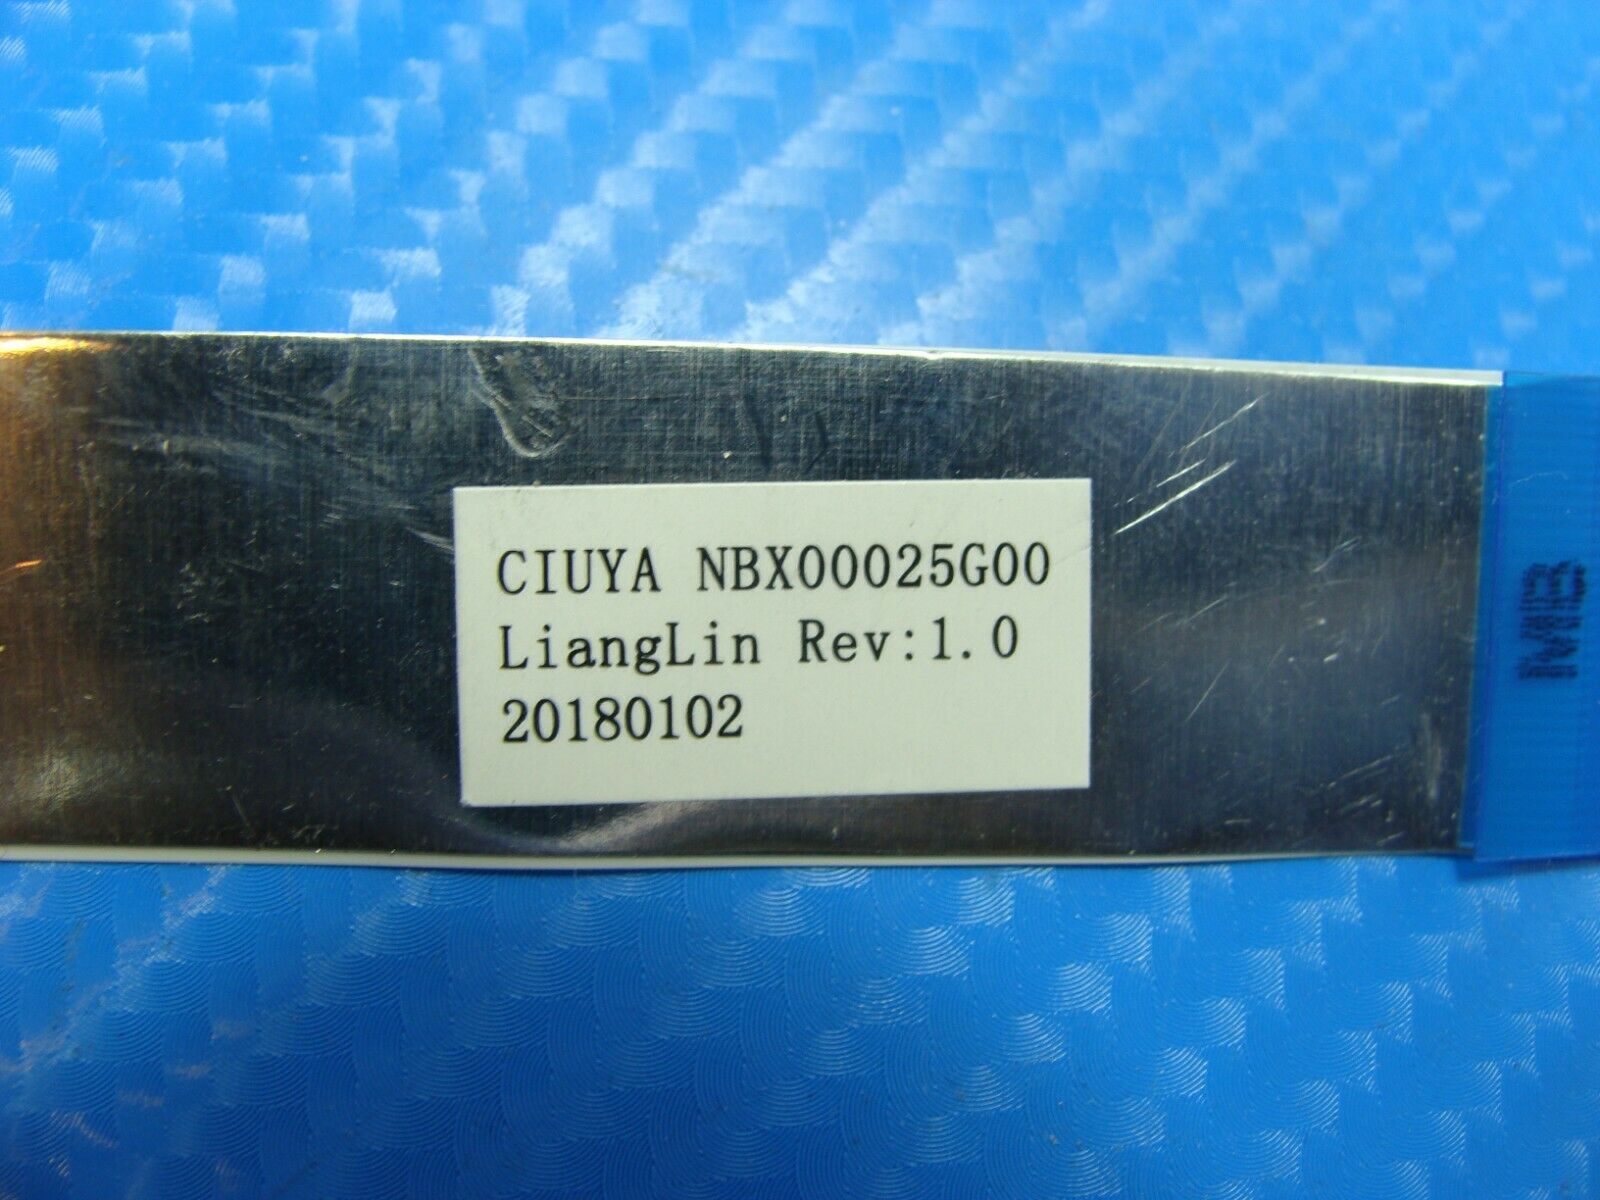 CIUYA NBX00025G00
LiangLin Rev:1.0
20180102
M/B